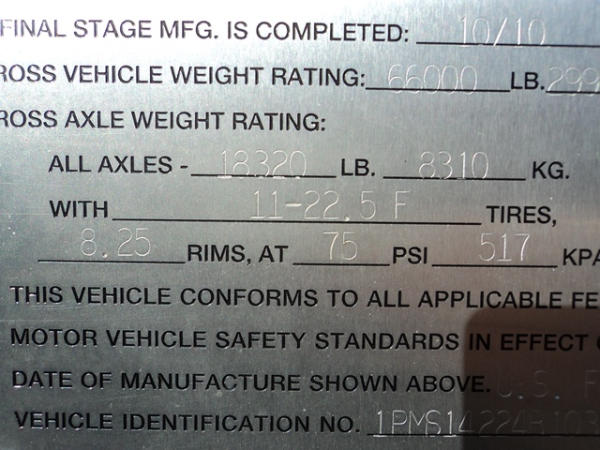 FINAL STAGE MFG. IS COMPLETED: 10/10
ROSS VEHICLE WEIGHT RATING: 66000 LB. 299
ROSS AXLE WEIGHT RATING:
ALL AXLES - 18320 LB. 8310 KG.
WITH 11-22.5 F TIRES,
8.25 RIMS, AT 75 PSI 517 KPA
THIS VEHICLE CONFORMS TO ALL APPLICABLE FE
MOTOR VEHICLE SAFETY STANDARDS IN EFFECT
DATE OF MANUFACTURE SHOWN ABOVE. U.S. F
VEHICLE IDENTIFICATION NO.